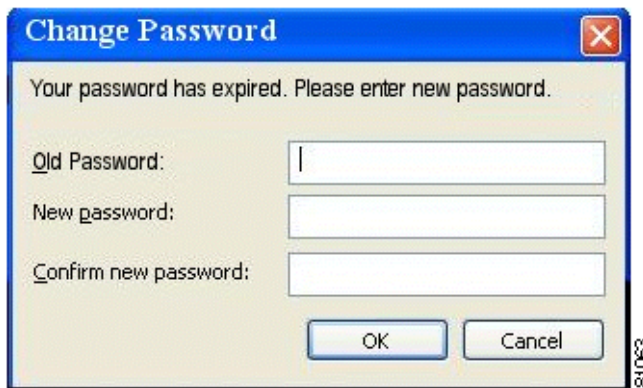 Change Password
Your password has expired. Please enter new password.
Old Password:
New password:
Confirm new password:
OK
Cancel